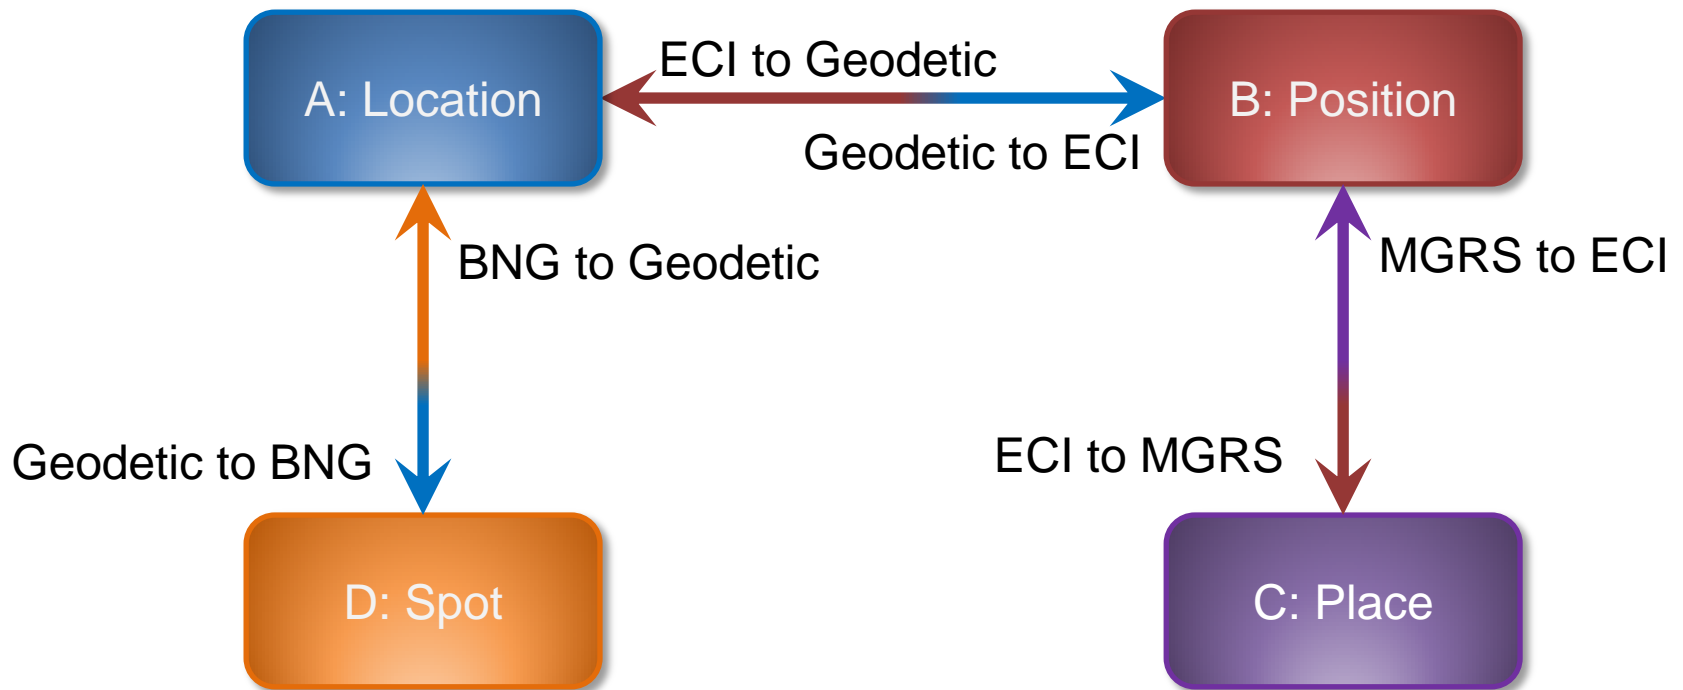 ECI to Geodetic
A: Location
B: Position
Geodetic to ECI
BNG to Geodetic
MGRS to ECI
Geodetic to BNG
ECI to MGRS
D: Spot
C: Place